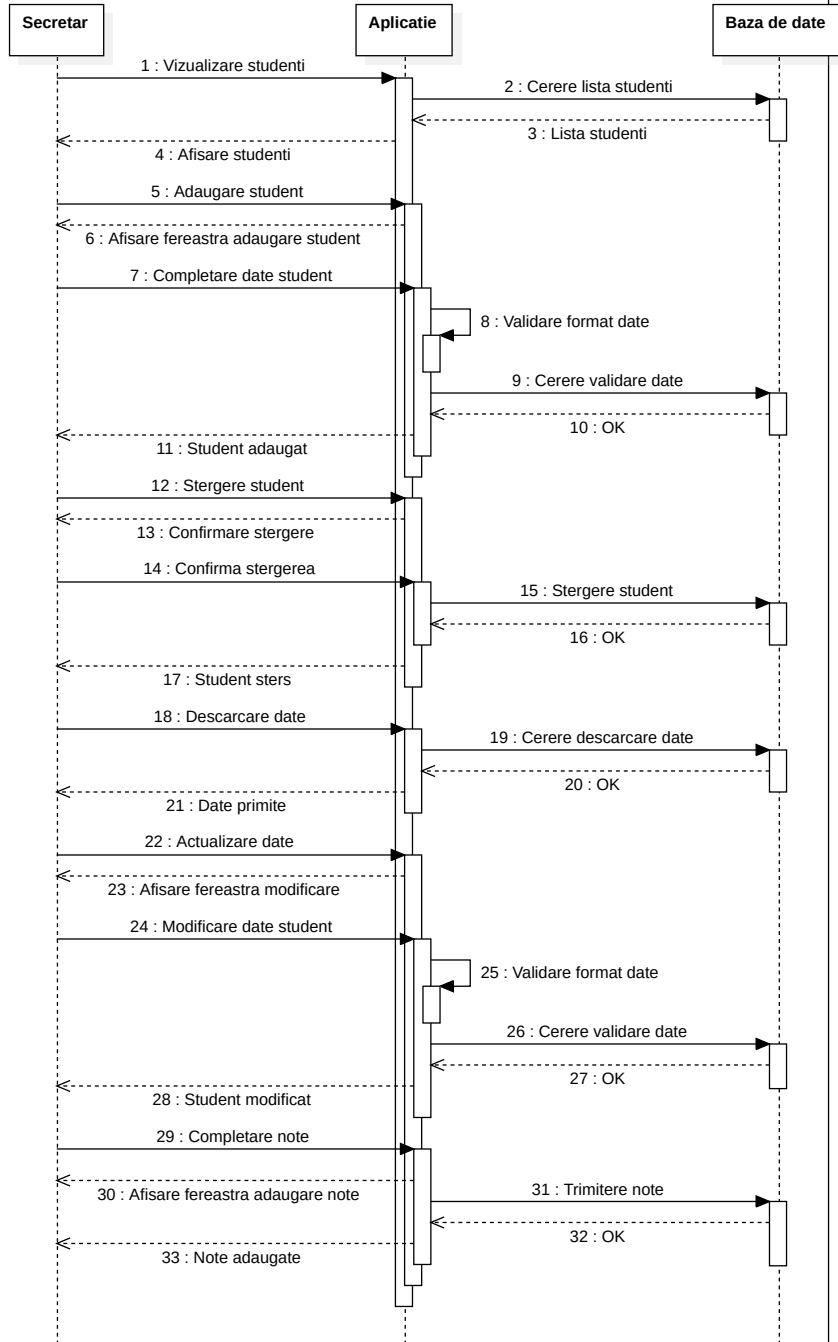 Secretar
Aplicatie
Baza de date
1 : Vizualizare studenti
2 : Cerere lista studenti
3 : Lista studenti
4 : Afisare studenti
5 : Adaugare student
6 : Afisare fereastra adaugare student
7 : Completare date student
8 : Validare format date
9 : Cerere validare date
10 : OK
11 : Student adaugat
12 : Stergere student
13 : Confirmare stergere
14 : Confirma stergerea
15 : Stergere student
16 : OK
17 : Student sters
18 : Descarcare date
19 : Cerere descarcare date
20 : OK
21 : Date primite
22 : Actualizare date
23 : Afisare fereastra modificare
24 : Modificare date student
25 : Validare format date
26 : Cerere validare date
27 : OK
28 : Student modificat
29 : Completare note
30 : Afisare fereastra adaugare note
31 : Trimitere note
32 : OK
33 : Note adaugate